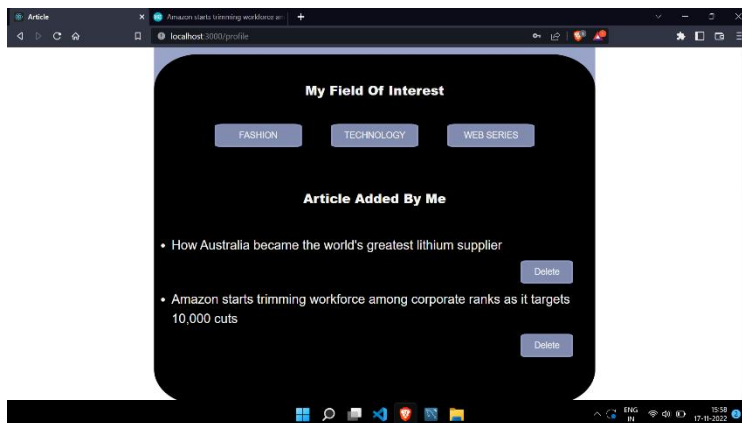 Article
Amazon starts trimming workforce am
localhost:3000/profile
My Field Of Interest
FASHION
TECHNOLOGY
WEB SERIES
Article Added By Me
• How Australia became the world's greatest lithium supplier
Delete
• Amazon starts trimming workforce among corporate ranks as it targets
10,000 cuts
Delete
ENG
IN
15:58
17-11-2022